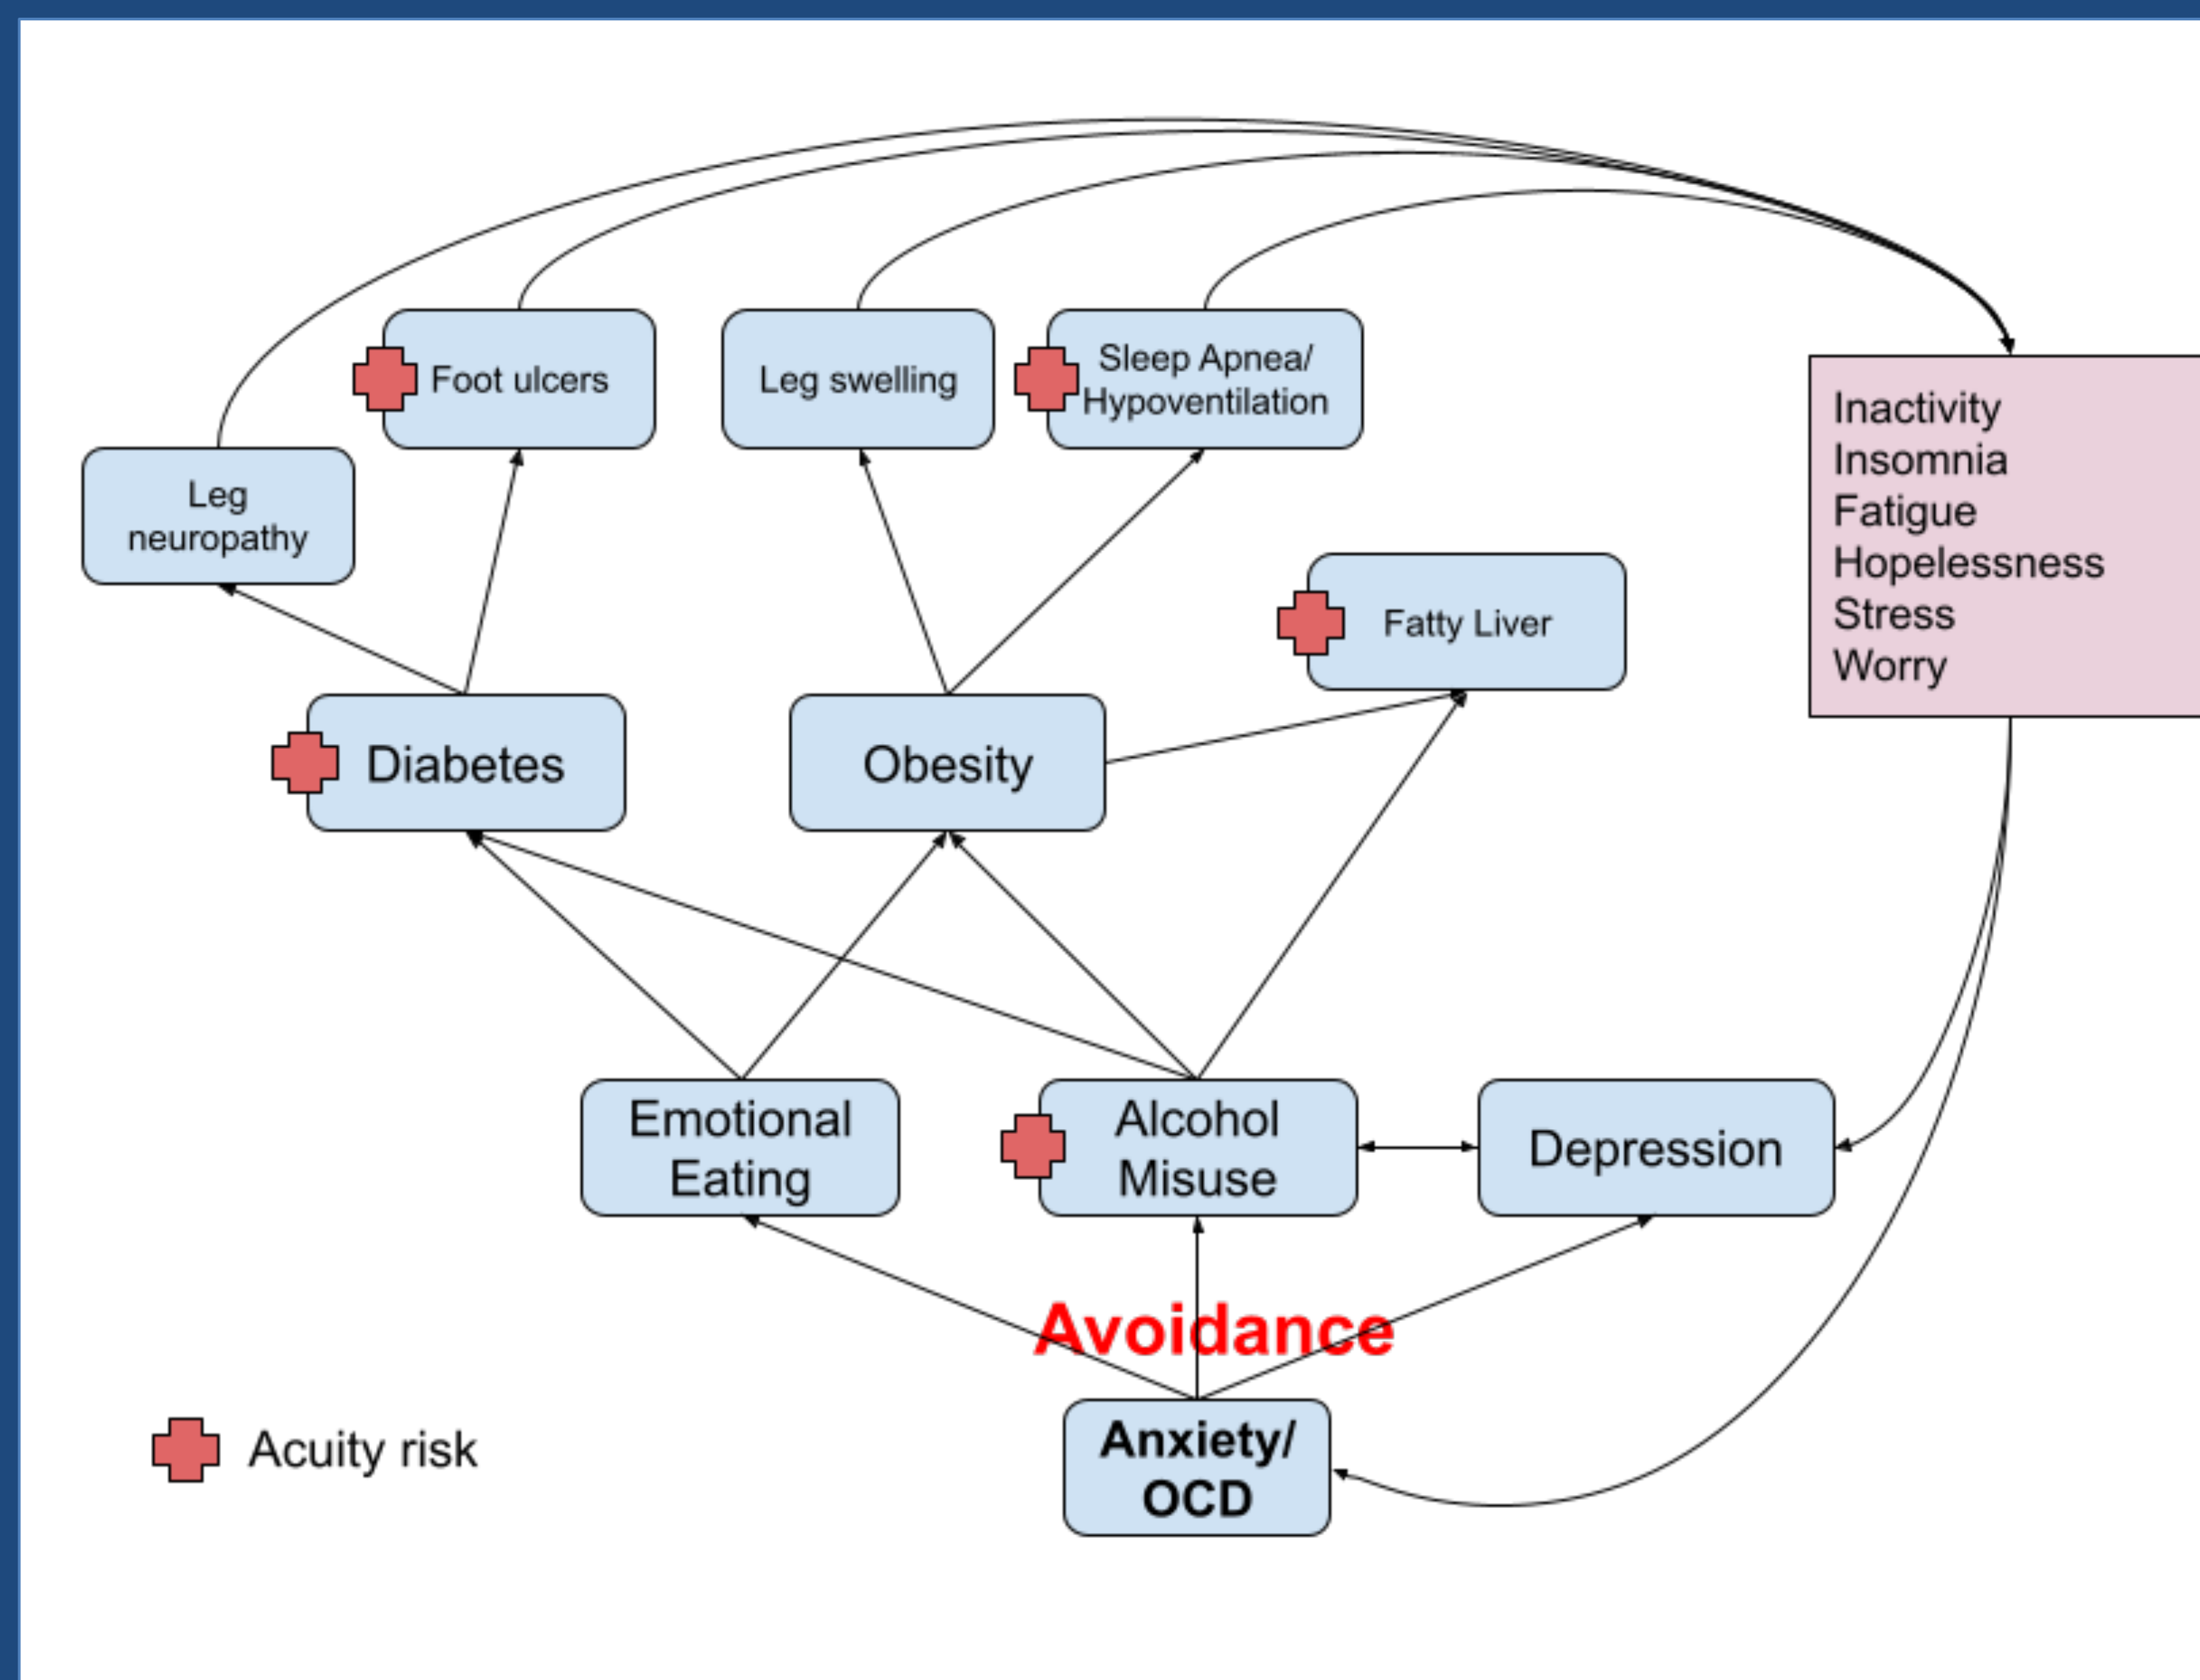 Foot ulcers
Leg swelling
Sleep Apnea/
Hypoventilation
Leg
neuropathy
Inactivity
Insomnia
Fatigue
Hopelessness
Stress
Worry
Fatty Liver
Diabetes
Obesity
Emotional
Eating
Alcohol
Misuse
Depression
Avoidance
Anxiety/
OCD
Acuity risk